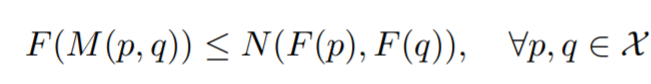 F(M(p, q)) ≤ N(F(p), F(q)), ∀p, q ∈ 𝒳